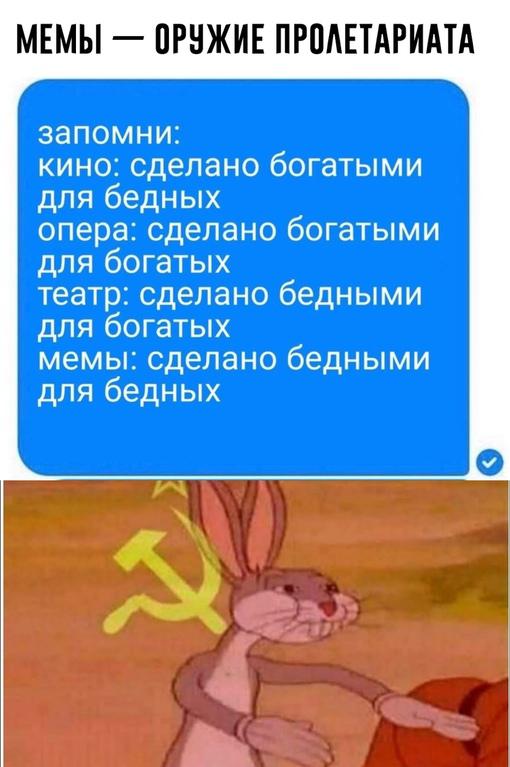 МЕМЫ — ОРУЖИЕ ПРОЛЕТАРИАТА
запомни:
кино: сделано богатыми
для бедных
опера: сделано богатыми
для богатых
театр: сделано бедными
для богатых
мемы: сделано бедными
для бедных